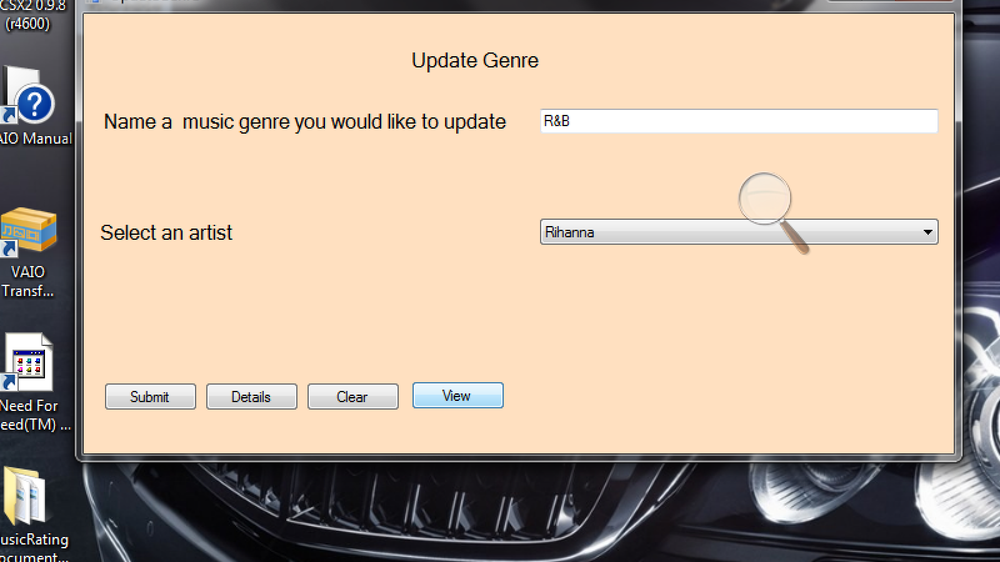 CSX2 0.9.8
(r4600)
Update Genre
Name a  music genre you would like to update
R&B
AIO Manual
Select an artist
Rihanna
VAIO
Transf...
Submit
Details
Clear
View
Need For
eed(TM) ...
usicRating
ocument...